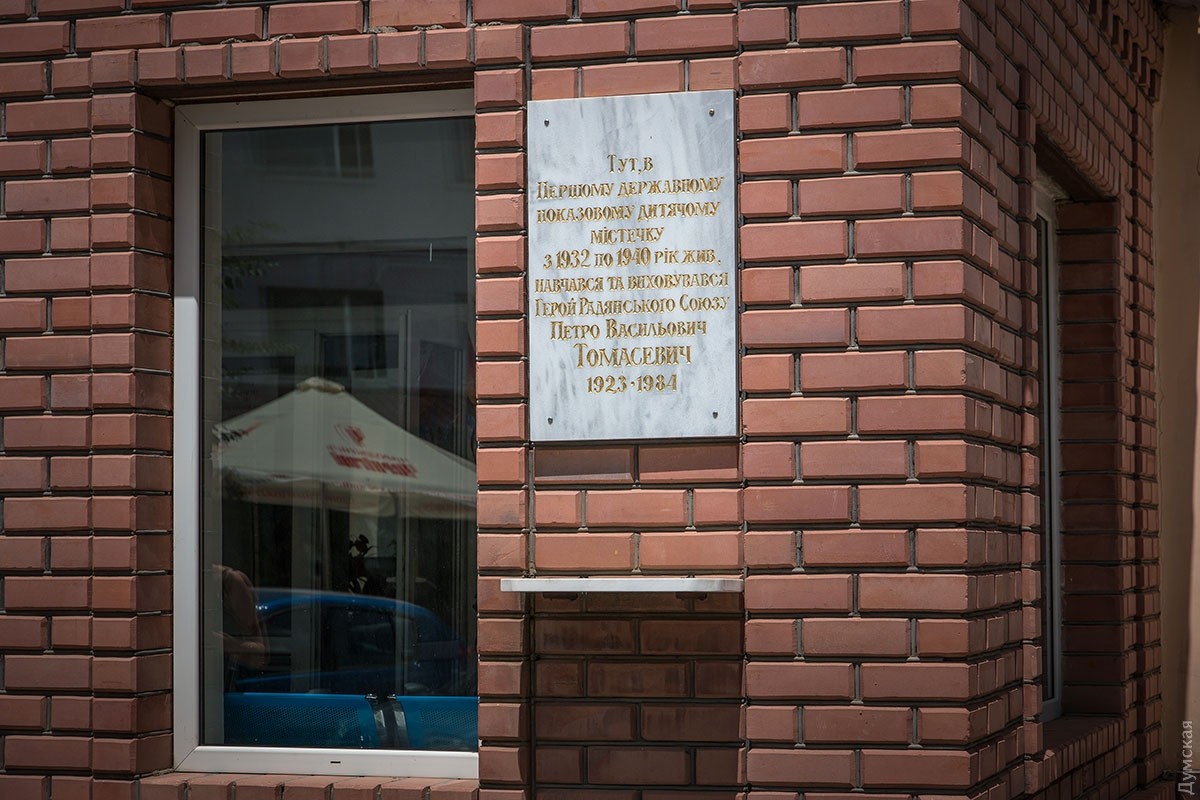 Тут, в
Першому державному
показовому дитячому
містечку
з 1932 по 1940 рік жив,
навчався та виховувався
Герой Радянського Союзу
Петро Васильович
Томасевич
1923-1984
Думская